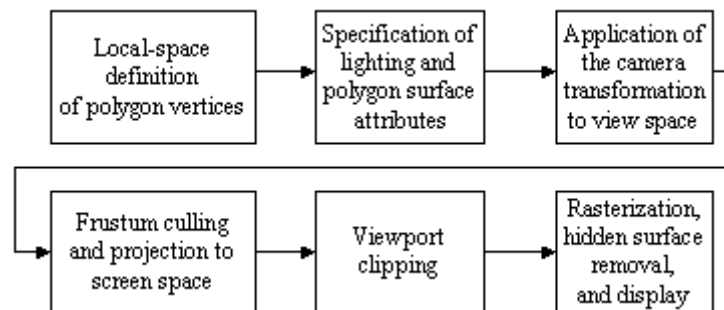 Local-space
definition
of polygon vertices
Specification of
lighting and
polygon surface
attributes
Application of
the camera
transformation
to view space
Frustum culling
and projection to
screen space
Viewport
clipping
Rasterization,
hidden surface
removal,
and display